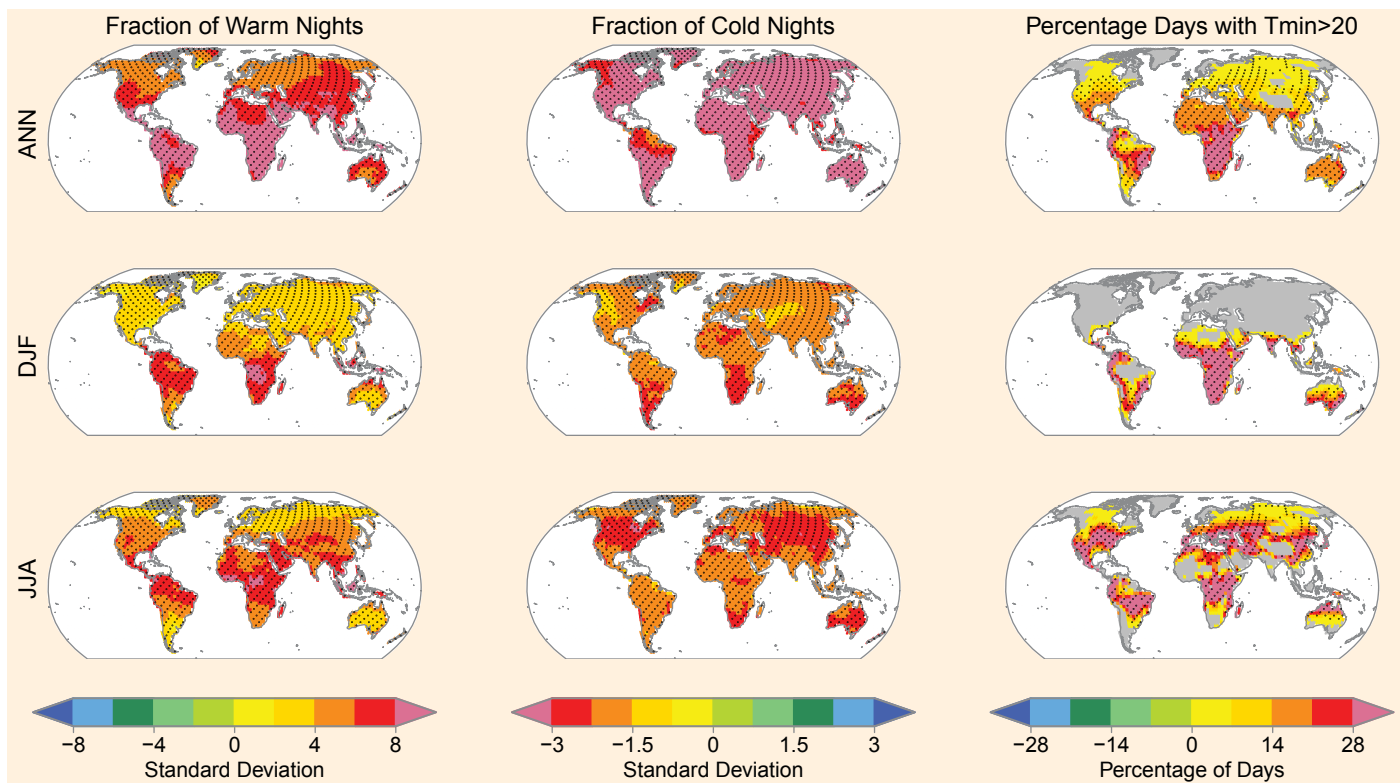 Fraction of Warm Nights
Fraction of Cold Nights
Percentage Days with Tmin>20
ANN
DJF
JJA
−8 −4 0 4 8
Standard Deviation
−3 −1.5 0 1.5 3
Standard Deviation
−28 −14 0 14 28
Percentage of Days